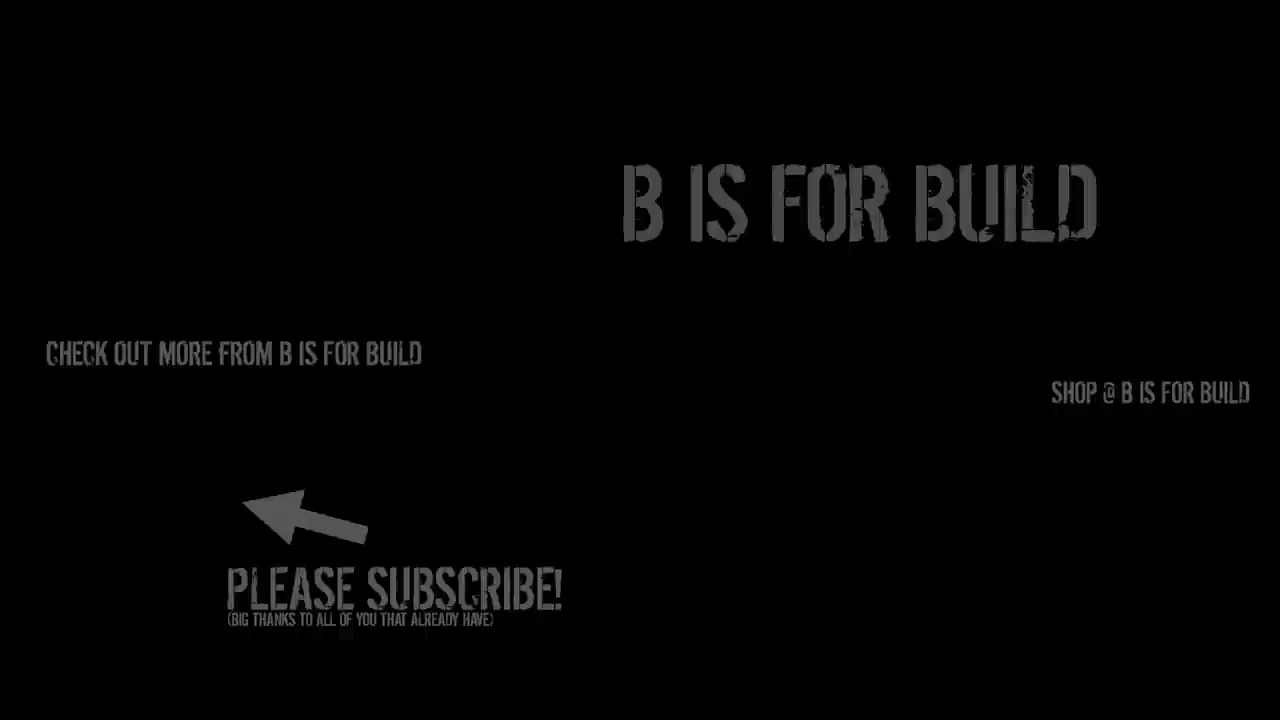 B IS FOR BUILD
CHECK OUT MORE FROM B IS FOR BUILD
SHOP @ B IS FOR BUILD
PLEASE SUBSCRIBE!
(BIG THANKS TO ALL OF YOU THAT ALREADY HAVE)